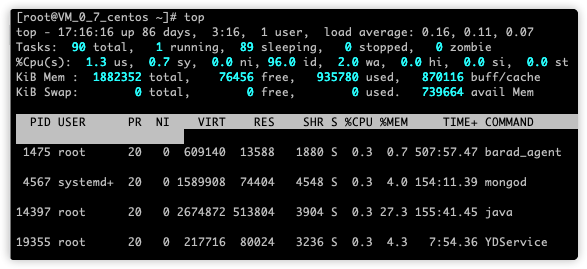 [root@VM_0_7_centos ~]# top
top - 17:16:16 up 86 days,  3:16,  1 user,  load average: 0.16, 0.11, 0.07
Tasks:  90 total,   1 running,  89 sleeping,   0 stopped,   0 zombie
%Cpu(s):  1.3 us,  0.7 sy,  0.0 ni, 96.0 id,  2.0 wa,  0.0 hi,  0.0 si,  0.0 st
KiB Mem :  1882352 total,    76456 free,   935780 used,   870116 buff/cache
KiB Swap:        0 total,        0 free,        0 used.   739664 avail Mem
PID USER      PR  NI    VIRT    RES    SHR S %CPU %MEM     TIME+ COMMAND
1475 root      20   0  609140  13588   1880 S  0.3  0.7 507:57.47 barad_agent
4567 systemd+  20   0 1589908  74404   4548 S  0.3  4.0 154:11.39 mongod
14397 root      20   0 2674872 513804   3904 S  0.3 27.3 155:41.45 java
19355 root      20   0  217716  80024   3236 S  0.3  4.3   7:54.36 YDService